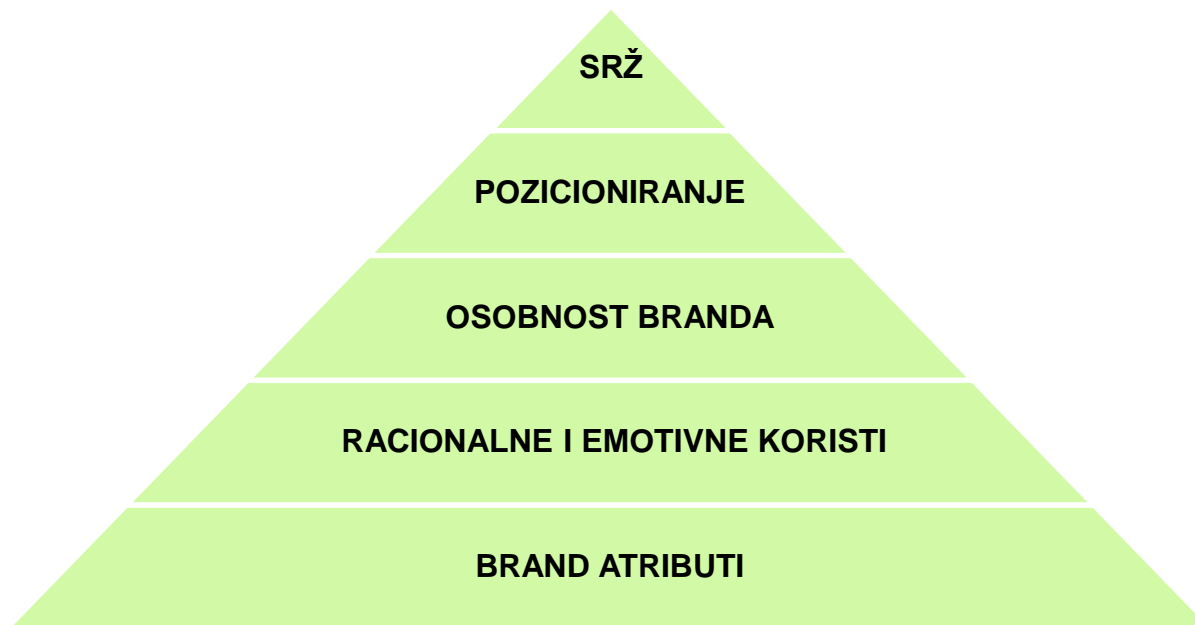 SRŽ
POZICIONIRANJE
OSOBNOST BRANDA
RACIONALNE I EMOTIVNE KORISTI
BRAND ATRIBUTI